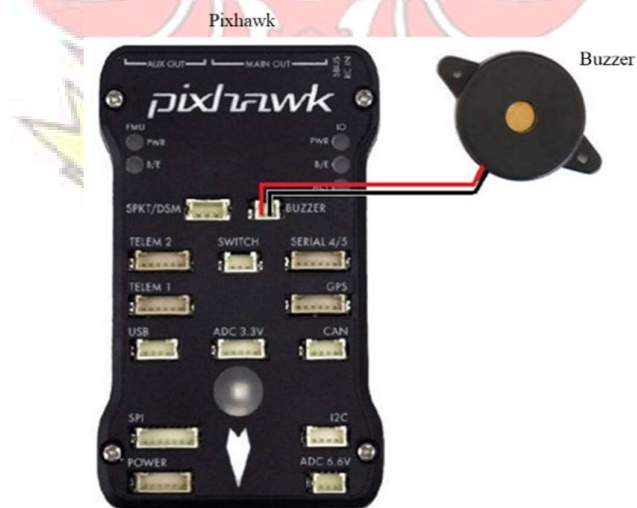 Pixhawk
Buzzer
AUX OUT
MAIN OUT
SBUS
RC IN
pixhawk
FMU
IO
PWR
PWR
B/E
B/E
SPKT/DSM
BUZZER
TELEM 2
SWITCH
SERIAL 4/5
TELEM 1
GPS
USB
ADC 3.3V
CAN
SPI
I2C
POWER
ADC 6.6V